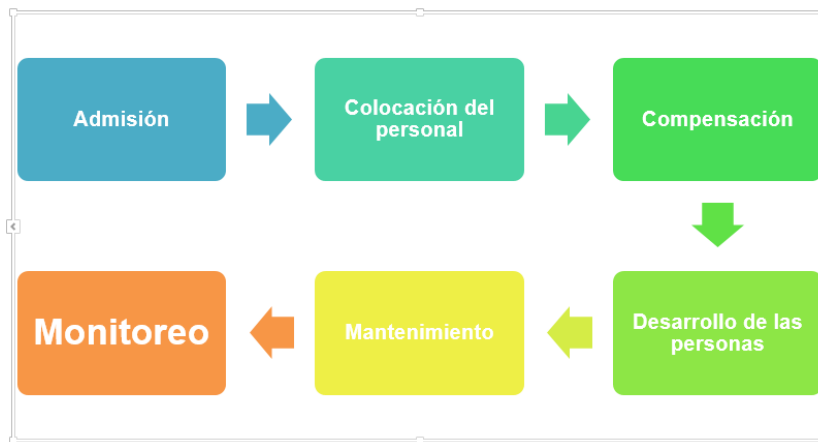 Admisión
Colocación del
personal
Compensación
Desarrollo de las
personas
Mantenimiento
Monitoreo